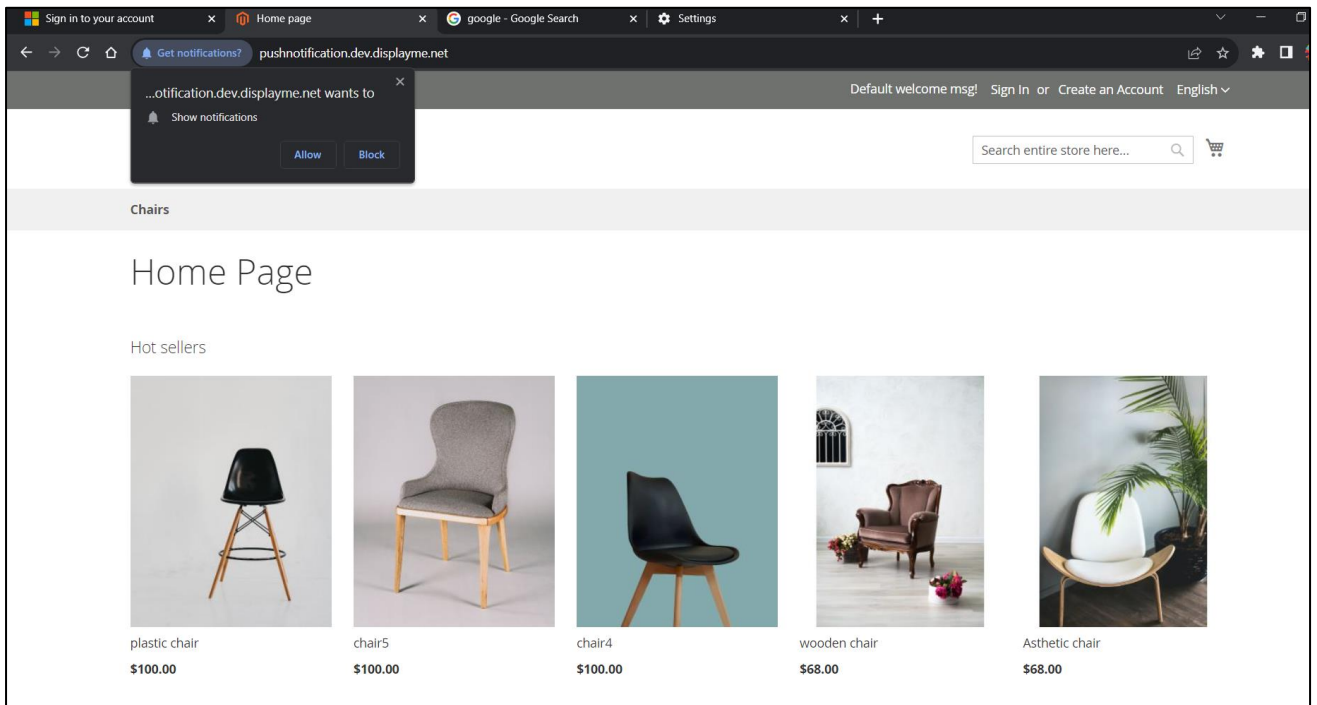 Sign in to your account
Home page
google - Google Search
Settings
Get notifications?
pushnotification.dev.displayme.net
...otification.dev.displayme.net wants to
Show notifications
Allow Block
Default welcome msg! Sign In or Create an Account English
Search entire store here...
Chairs
Home Page
Hot sellers
plastic chair
$100.00
chair5
$100.00
chair4
$100.00
wooden chair
$68.00
Asthetic chair
$68.00